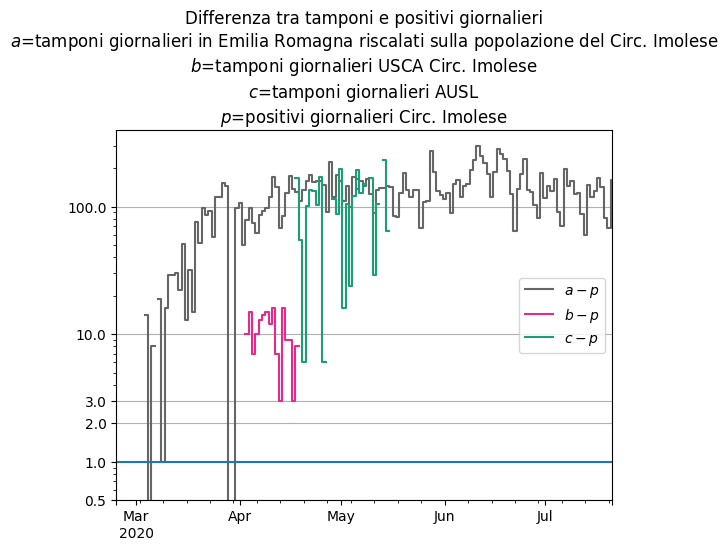 Differenza tra tamponi e positivi giornalieri
a=tamponi giornalieri in Emilia Romagna riscalati sulla popolazione del Circ. Imolese
b=tamponi giornalieri USCA Circ. Imolese
c=tamponi giornalieri AUSL
p=positivi giornalieri Circ. Imolese
100.0
10.0
3.0
2.0
1.0
0.5
a − p
b − p
c − p
Mar
2020
Apr
May
Jun
Jul